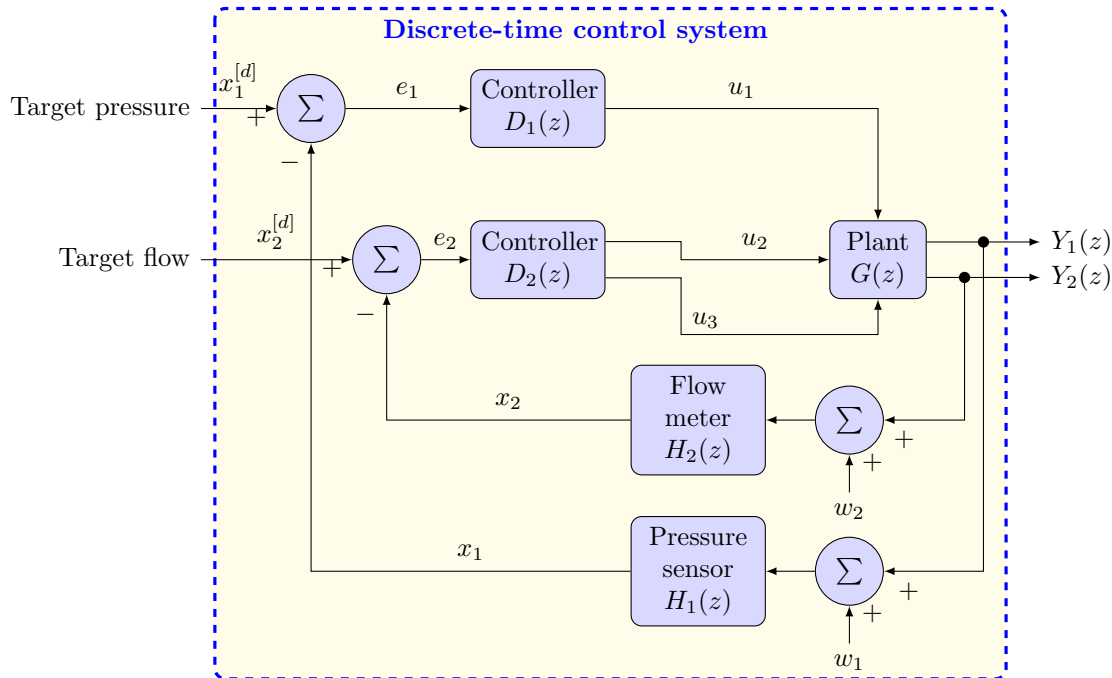 Discrete-time control system
Target pressure
$x_1^{[d]}$
+
Σ
−
$e_1$
Controller
$D_1(z)$
$u_1$
Target flow
$x_2^{[d]}$
+
Σ
−
$e_2$
Controller
$D_2(z)$
$u_2$
$u_3$
Plant
$G(z)$
$Y_1(z)$
$Y_2(z)$
$x_2$
Flow
meter
$H_2(z)$
Σ
+
+
$w_2$
$x_1$
Pressure
sensor
$H_1(z)$
Σ
+
+
$w_1$